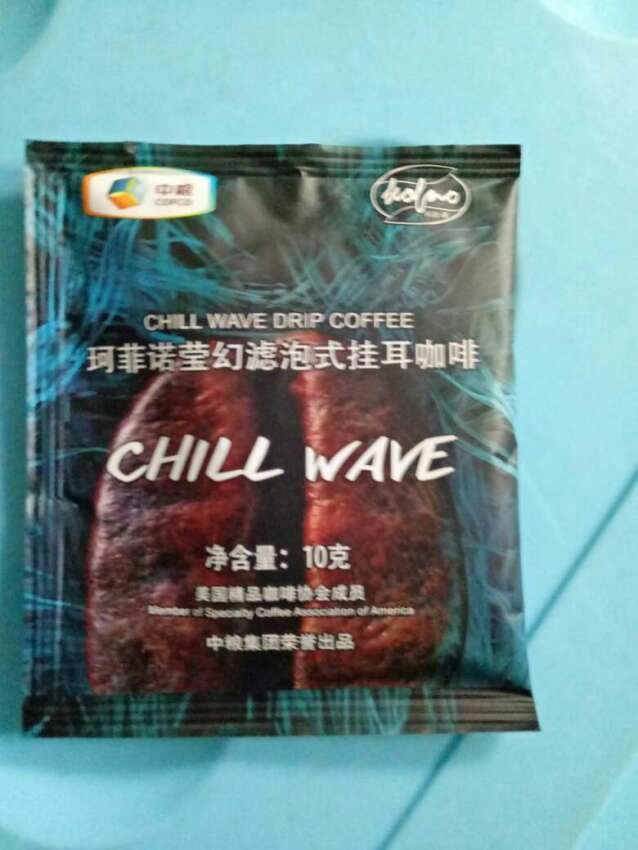 中粮
COFCO
kofno
CHILL WAVE DRIP COFFEE
珂菲诺莹幻滤泡式挂耳咖啡
CHILL WAVE
净含量：10克
美国精品咖啡协会成员
Member of Specialty Coffee Association of America
中粮集团荣誉出品